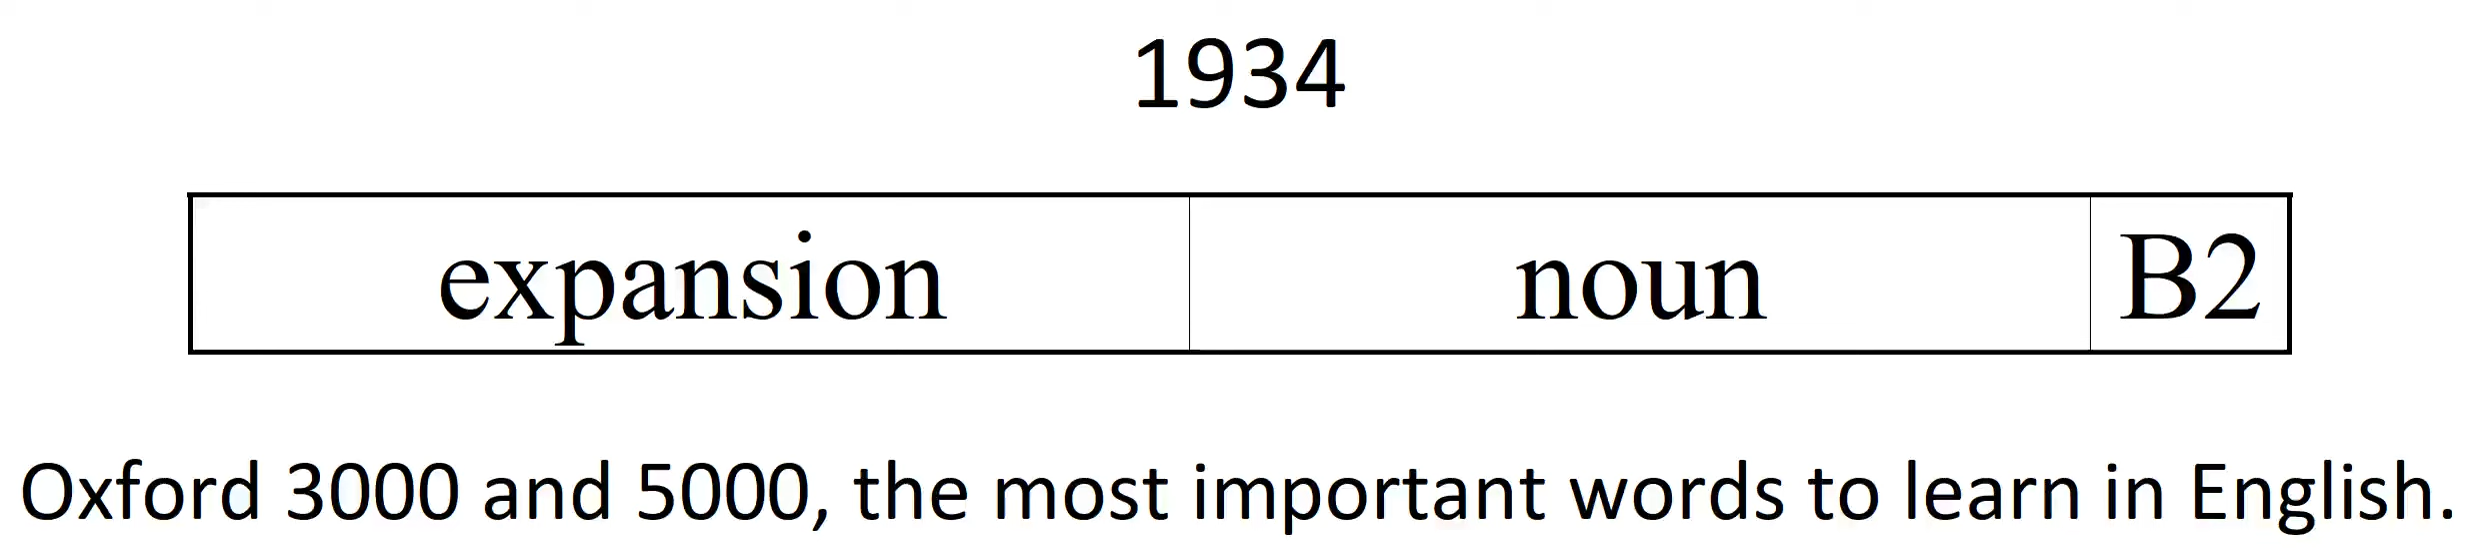 1934
expansion noun B2
Oxford 3000 and 5000, the most important words to learn in English.